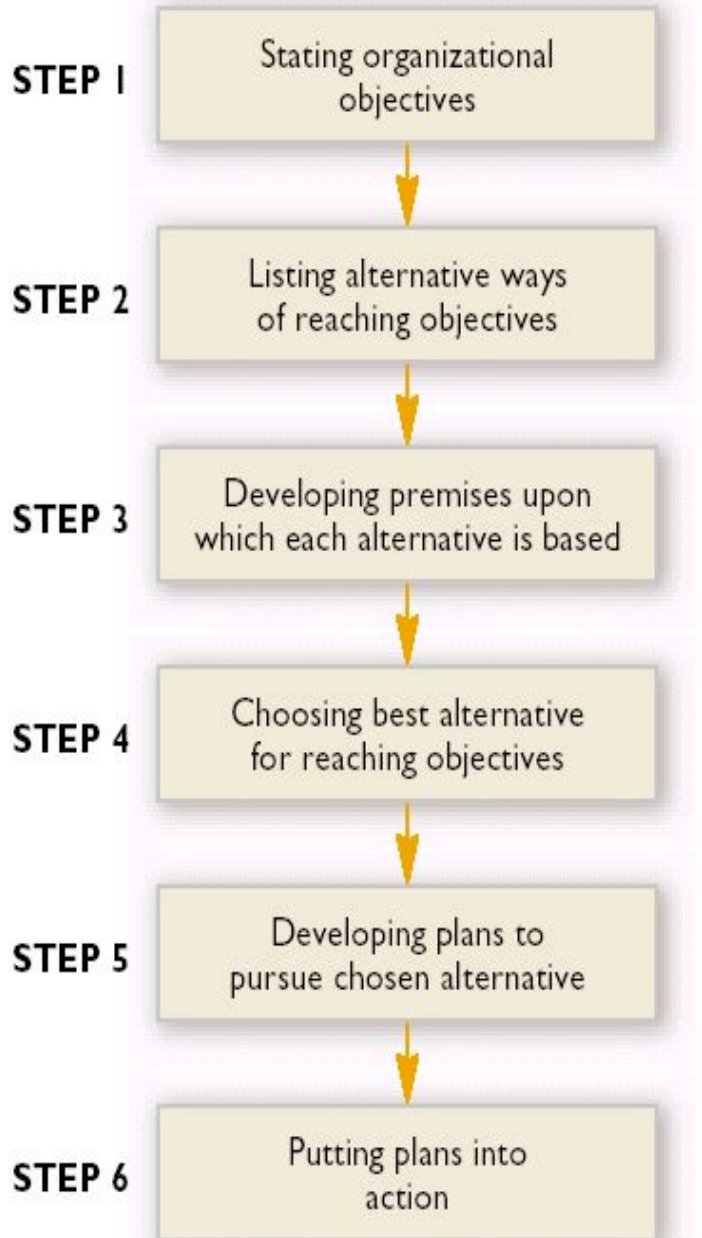 STEP 1
Stating organizational
objectives
STEP 2
Listing alternative ways
of reaching objectives
STEP 3
Developing premises upon
which each alternative is based
STEP 4
Choosing best alternative
for reaching objectives
STEP 5
Developing plans to
pursue chosen alternative
STEP 6
Putting plans into
action